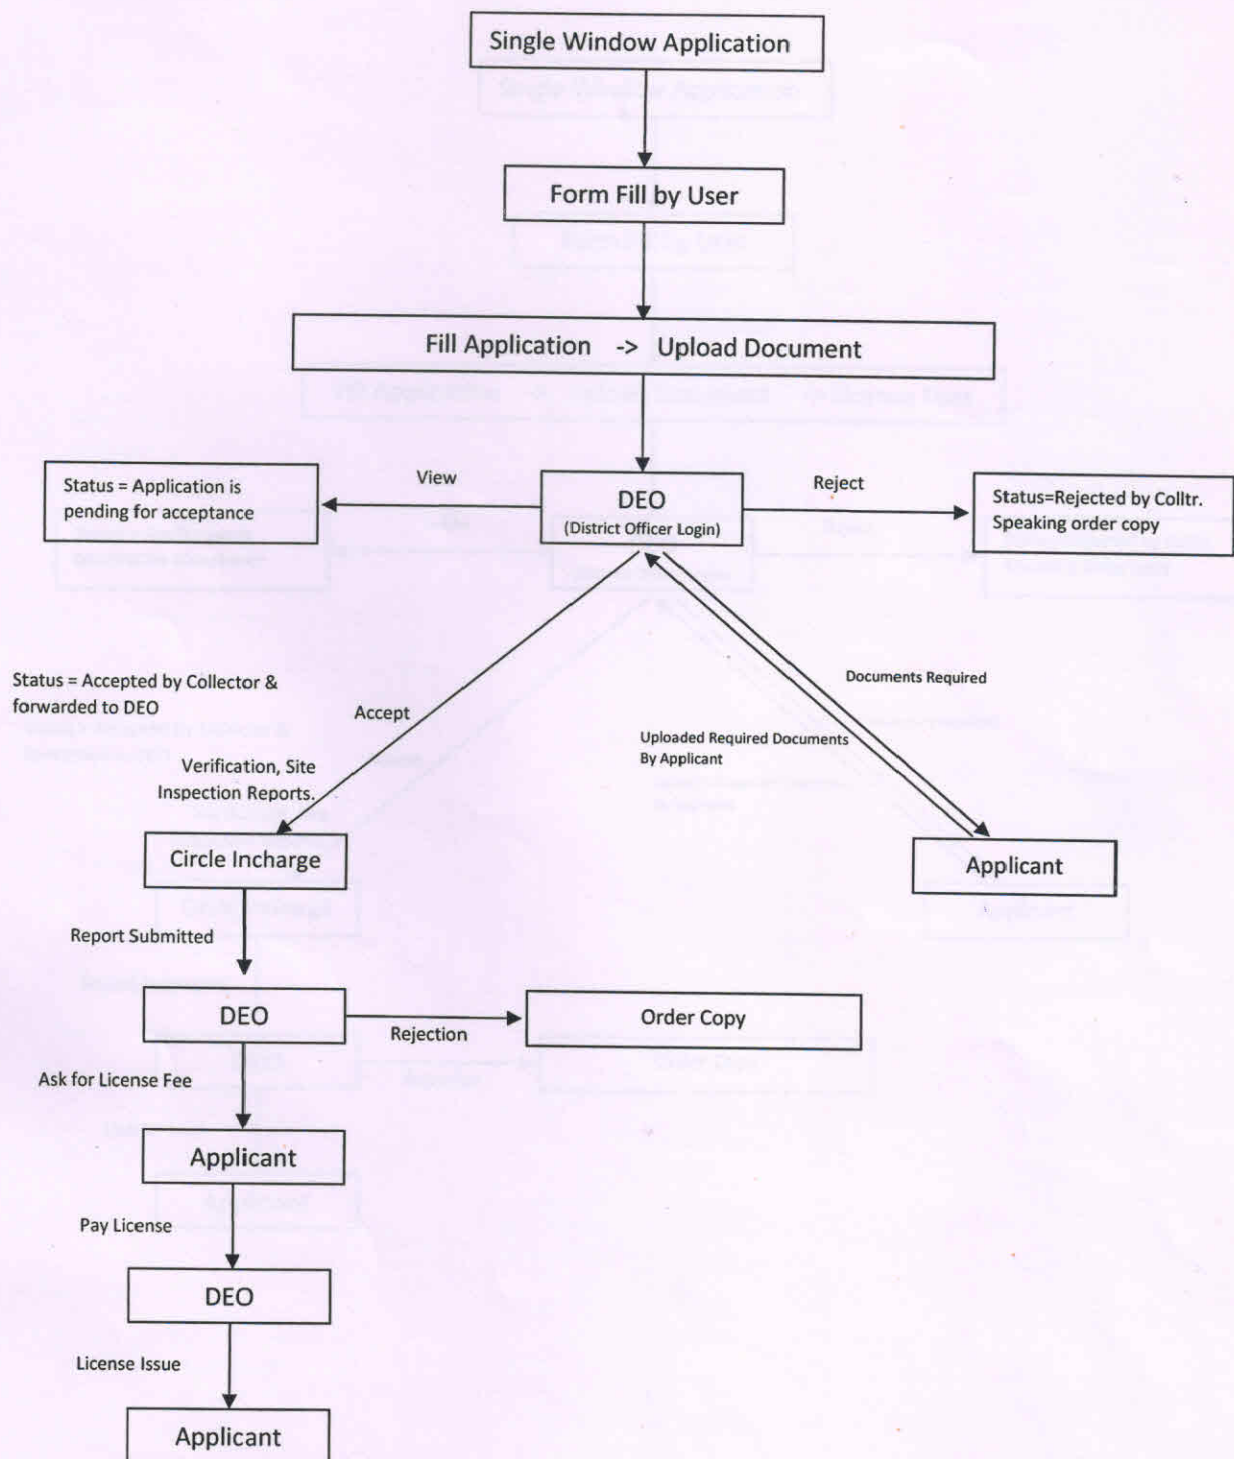 Single Window Application
Form Fill by User
Fill Application -> Upload Document
View
Reject
Status = Application is
pending for acceptance
DEO
(District Officer Login)
Status=Rejected by Colltr.
Speaking order copy
Status = Accepted by Collector &
forwarded to DEO
Accept
Documents Required
Uploaded Required Documents
By Applicant
Verification, Site
Inspection Reports.
Circle Incharge
Applicant
Report Submitted
DEO
Rejection
Order Copy
Ask for License Fee
Applicant
Pay License
DEO
License Issue
Applicant